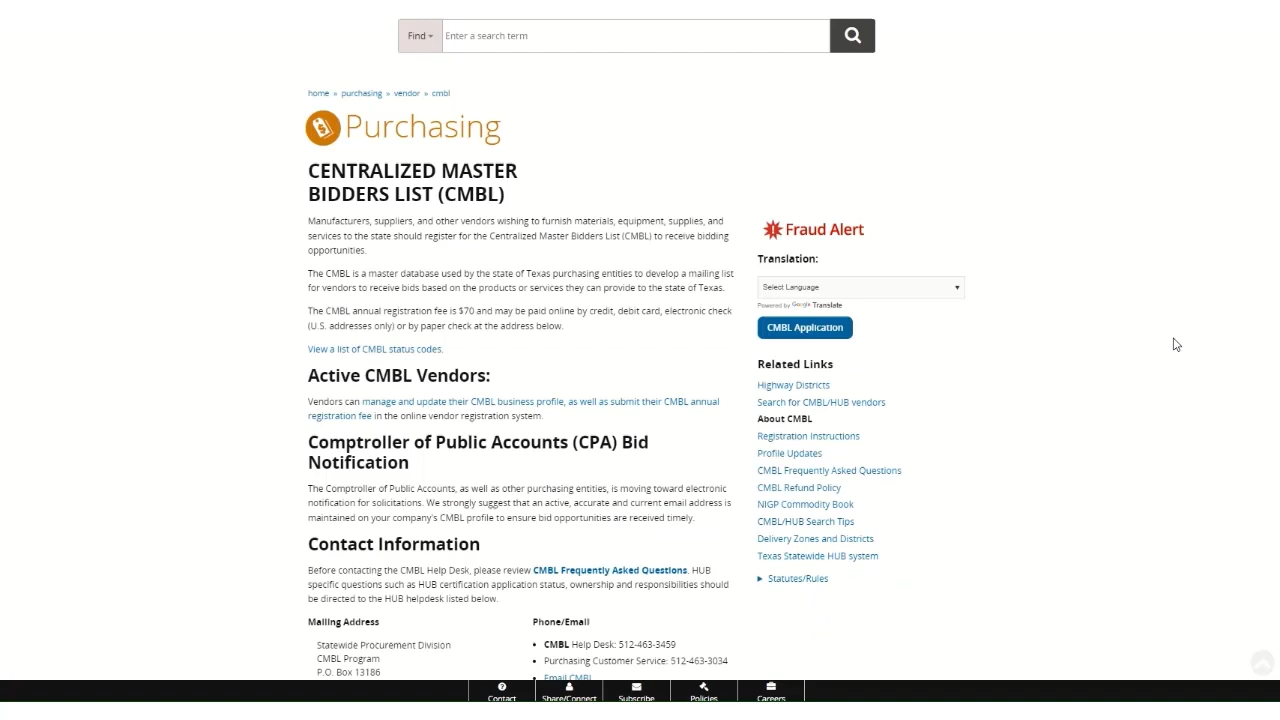 Find
Enter a search term
home » purchasing » vendor » cmbl
Purchasing
CENTRALIZED MASTER
BIDDERS LIST (CMBL)
Manufacturers, suppliers, and other vendors wishing to furnish materials, equipment, supplies, and
services to the state should register for the Centralized Master Bidders List (CMBL) to receive bidding
opportunities.
The CMBL is a master database used by the state of Texas purchasing entities to develop a mailing list
for vendors to receive bids based on the products or services they can provide to the state of Texas.
The CMBL annual registration fee is $70 and may be paid online by credit, debit card, electronic check
(U.S. addresses only) or by paper check at the address below.
View a list of CMBL status codes.
Active CMBL Vendors:
Vendors can manage and update their CMBL business profile, as well as submit their CMBL annual
registration fee in the online vendor registration system.
Comptroller of Public Accounts (CPA) Bid
Notification
The Comptroller of Public Accounts, as well as other purchasing entities, is moving toward electronic
notification for solicitations. We strongly suggest that an active, accurate and current email address is
maintained on your company's CMBL profile to ensure bid opportunities are received timely.
Contact Information
Before contacting the CMBL Help Desk, please review CMBL Frequently Asked Questions. HUB
specific questions such as HUB certification application status, ownership and responsibilities should
be directed to the HUB helpdesk listed below.
Mailing Address
Statewide Procurement Division
CMBL Program
P.O. Box 13186
Phone/Email
CMBL Help Desk: 512-463-3459
Purchasing Customer Service: 512-463-3034
Email CMBL
Fraud Alert
Translation:
Select Language
Powered by Google Translate
CMBL Application
Related Links
Highway Districts
Search for CMBL/HUB vendors
About CMBL
Registration Instructions
Profile Updates
CMBL Frequently Asked Questions
CMBL Refund Policy
NIGP Commodity Book
CMBL/HUB Search Tips
Delivery Zones and Districts
Texas Statewide HUB system
Statutes/Rules
Contact
Share/Connect
Subscribe
Policies
Careers